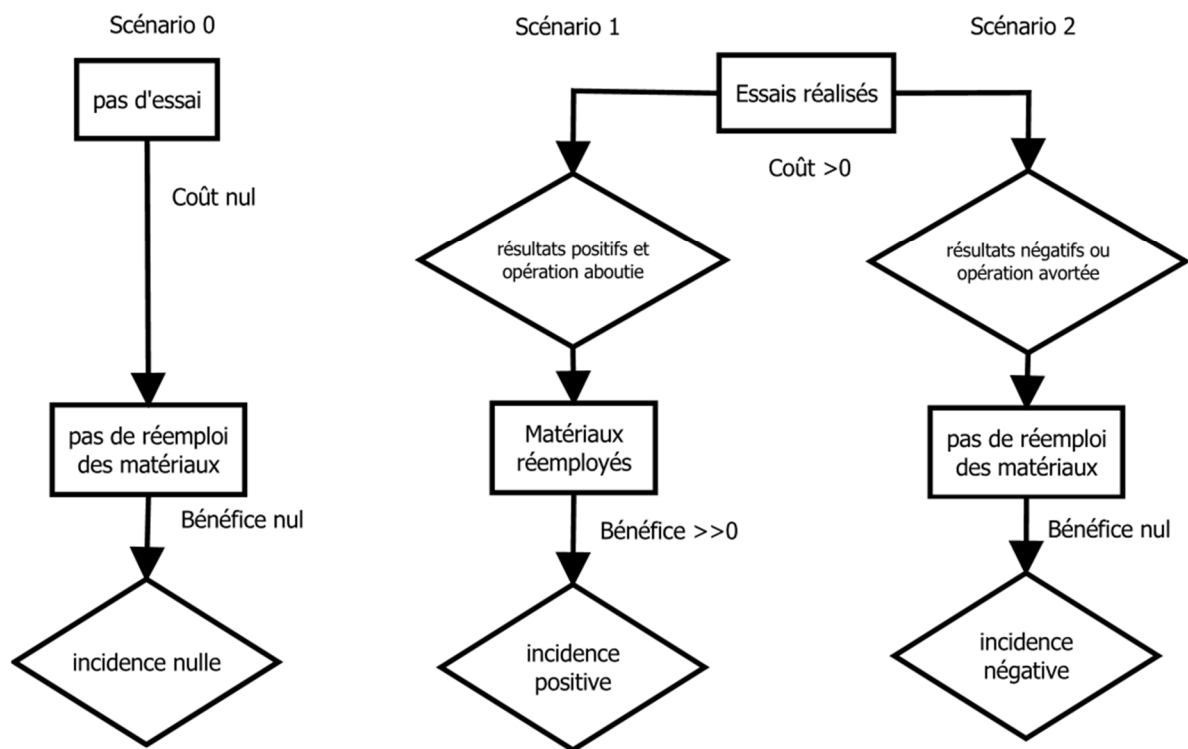 Scénario 0
pas d'essai
Coût nul
pas de réemploi
des matériaux
Bénéfice nul
incidence nulle
Scénario 1
Scénario 2
Essais réalisés
Coût >0
résultats positifs et
opération aboutie
Matériaux
réemployés
Bénéfice >>0
incidence
positive
résultats négatifs ou
opération avortée
pas de réemploi
des matériaux
Bénéfice nul
incidence
négative